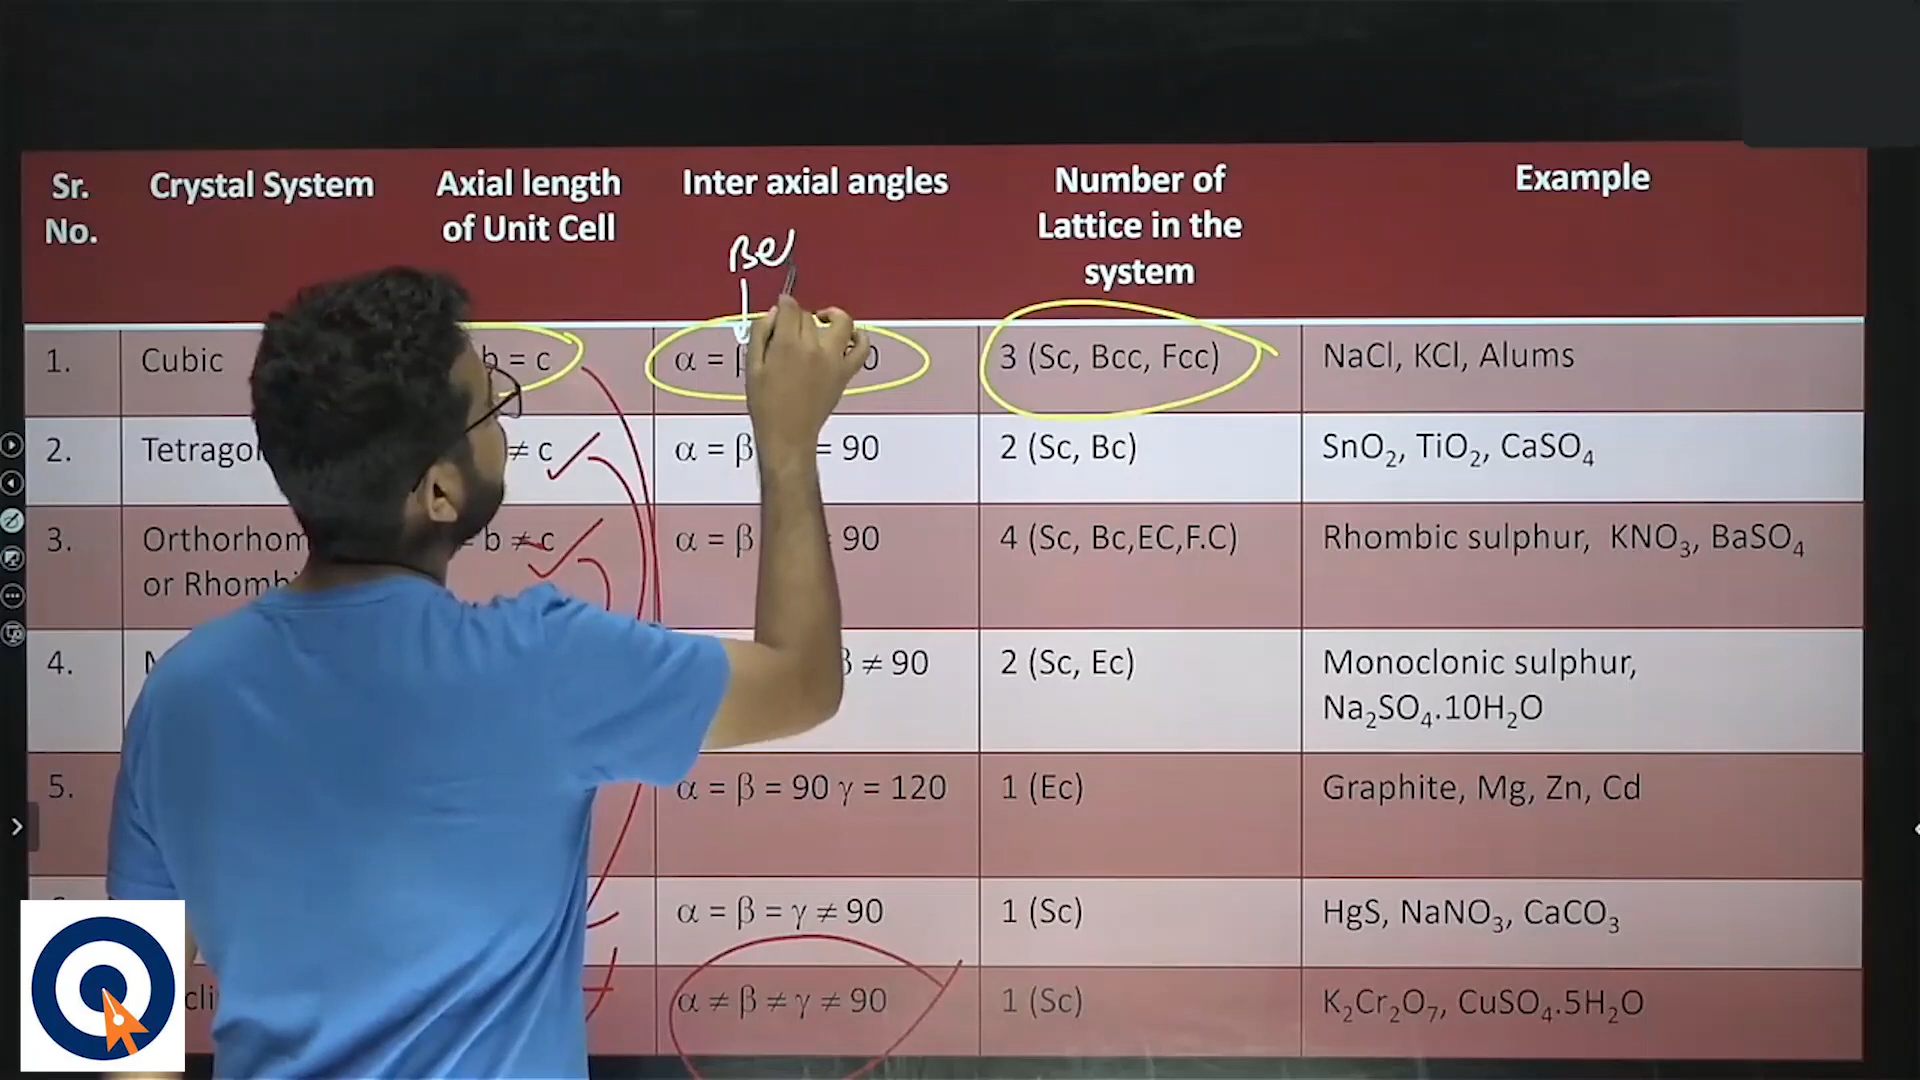 Sr. No.
Crystal System
Axial length of Unit Cell
Inter axial angles
Number of Lattice in the system
Example
Be
1.
Cubic
b = c
α =
3 (Sc, Bcc, Fcc)
NaCl, KCl, Alums
2.
≠ c
α = β = 90
2 (Sc, Bc)
SnO₂, TiO₂, CaSO₄
3.
b ≠ c
α = β 90
4 (Sc, Bc,EC,F.C)
Rhombic sulphur, KNO₃, BaSO₄
or
4.
≠ 90
2 (Sc, Ec)
Monoclonic sulphur,
Na₂SO₄.10H₂O
5.
α = β = 90 γ = 120
1 (Ec)
Graphite, Mg, Zn, Cd
α = β = γ ≠ 90
1 (Sc)
HgS, NaNO₃, CaCO₃
α ≠ β ≠ γ ≠ 90
1 (Sc)
K₂Cr₂O₇, CuSO₄.5H₂O